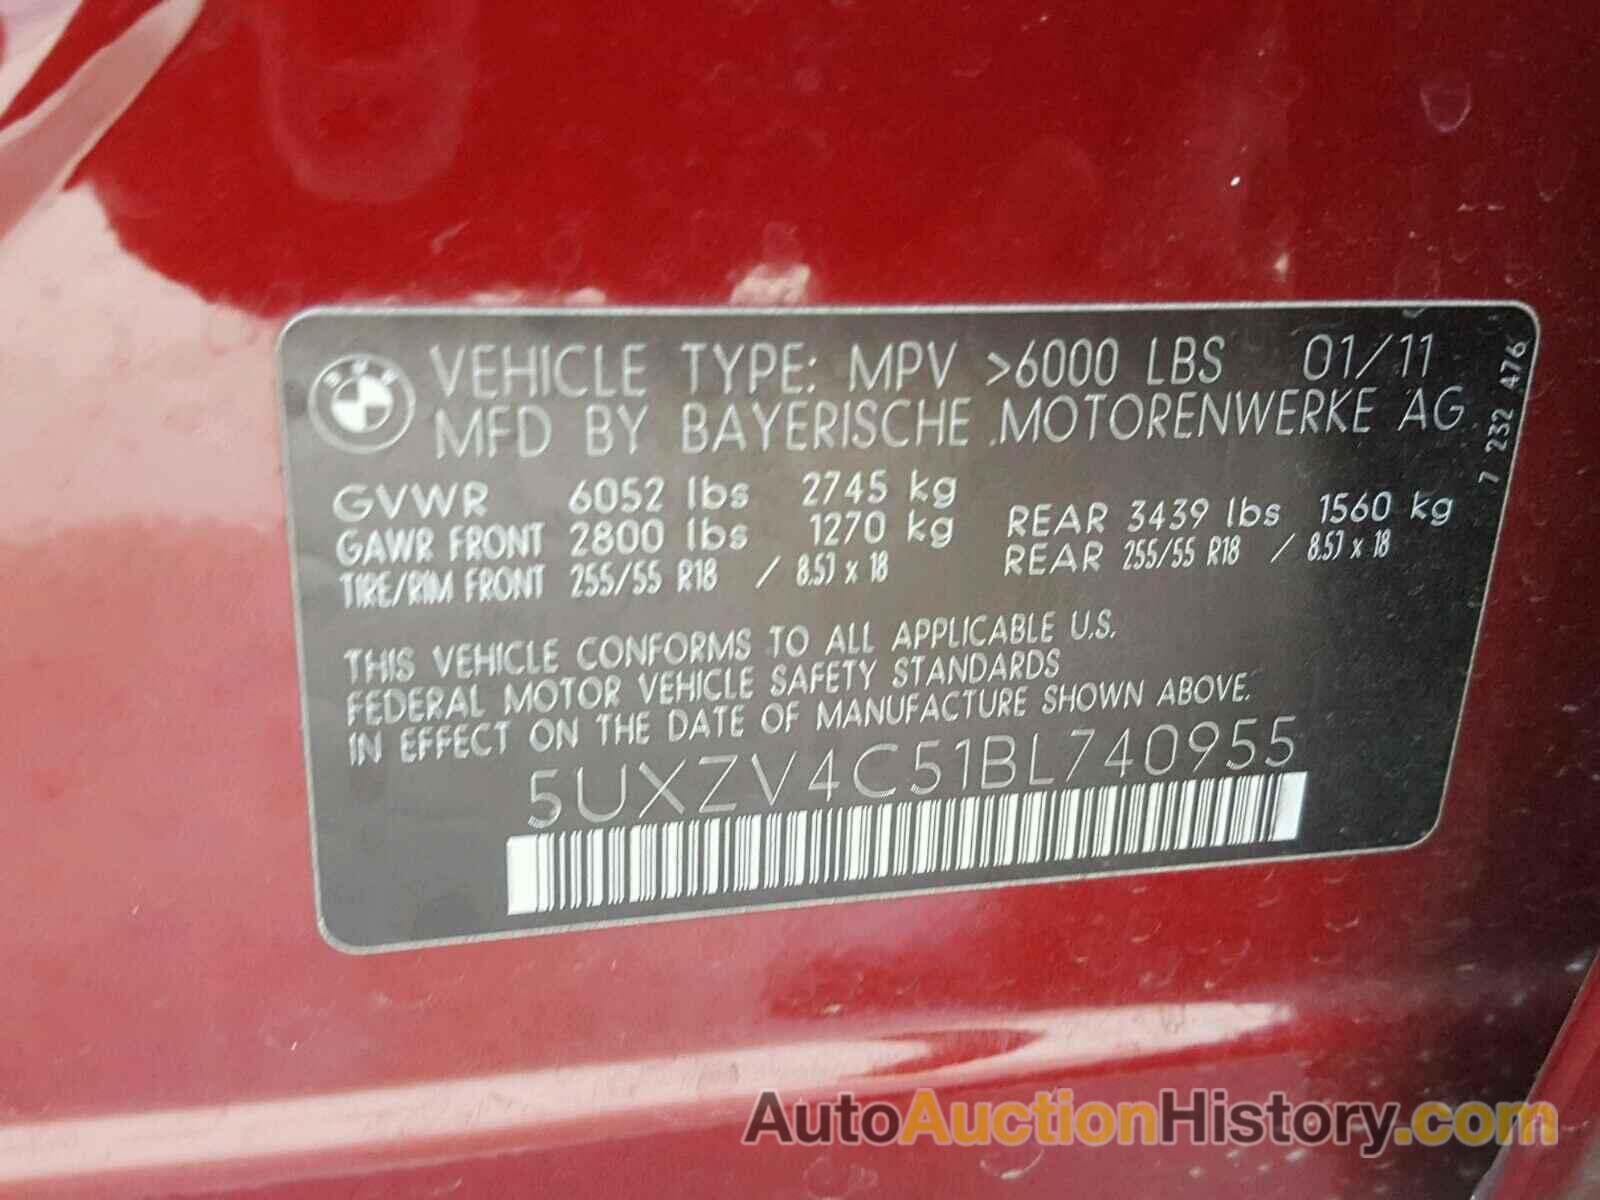 BMW
VEHICLE TYPE: MPV >6000 LBS 01/11
MFD BY BAYERISCHE MOTORENWERKE AG
GVWR 6052 lbs 2745 kg
GAWR FRONT 2800 lbs 1270 kg REAR 3439 lbs 1560 kg
TIRE/RIM FRONT 255/55 R18 / 8.5J x 18 REAR 255/55 R18 / 8.5J x 18
THIS VEHICLE CONFORMS TO ALL APPLICABLE U.S.
FEDERAL MOTOR VEHICLE SAFETY STANDARDS
IN EFFECT ON THE DATE OF MANUFACTURE SHOWN ABOVE.
5UXZV4C51BL740955
7 232 476
AutoAuctionHistory.com